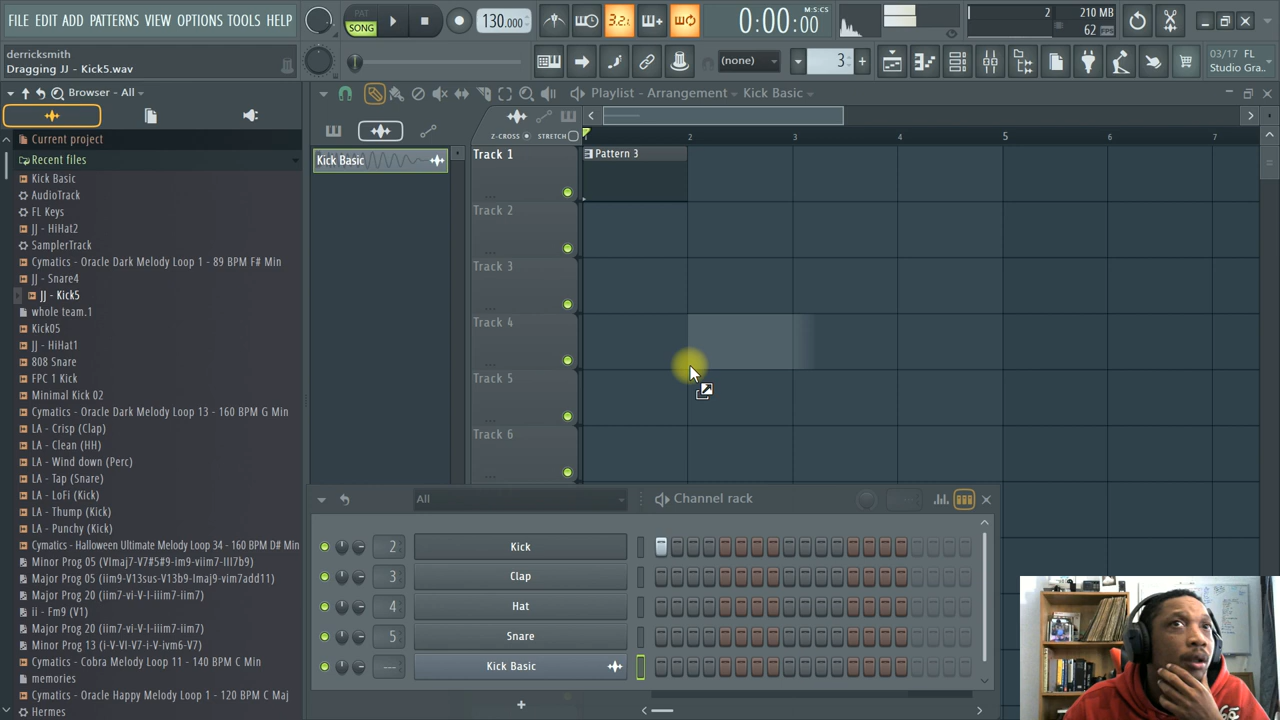 FILE EDIT ADD PATTERNS VIEW OPTIONS TOOLS HELP
derricksmith
Dragging JJ - Kick5.wav
PAT
SONG
130.000
3.2.
0:00:00
M:S:CS
2
210 MB
62
(none)
3
03/17 FL
Studio Gra..
Browser - All
Current project
Recent files
Kick Basic
AudioTrack
FL Keys
JJ - HiHat2
SamplerTrack
Cymatics - Oracle Dark Melody Loop 1 - 89 BPM F# Min
JJ - Snare4
JJ - Kick5
whole team.1
Kick05
JJ - HiHat1
808 Snare
FPC 1 Kick
Minimal Kick 02
Cymatics - Oracle Dark Melody Loop 13 - 160 BPM G Min
LA - Crisp (Clap)
LA - Clean (HH)
LA - Wind down (Perc)
LA - Tap (Snare)
LA - LoFi (Kick)
LA - Thump (Kick)
LA - Punchy (Kick)
Cymatics - Halloween Ultimate Melody Loop 34 - 160 BPM D# Min
Minor Prog 05 (VImaj7-V7#5#9-im9-viim7-III7b9)
Major Prog 05 (iim9-V13sus-V13b9-Imaj9-vim7add11)
Major Prog 20 (iim7-vi-V-I-iiim7-iim7)
ii - Fm9 (V1)
Major Prog 20 (iim7-vi-V-I-iiim7-iim7)
Minor Prog 13 (i-V-VI-V7-i-V-ivm6-V7)
Cymatics - Cobra Melody Loop 11 - 140 BPM C Min
memories
Cymatics - Oracle Happy Melody Loop 1 - 120 BPM C Maj
Hermes
Playlist - Arrangement
Kick Basic
Z-CROSS
STRETCH
2
3
4
5
6
7
Kick Basic
Track 1
Pattern 3
Track 2
Track 3
Track 4
Track 5
Track 6
All
Channel rack
2
Kick
3
Clap
4
Hat
5
Snare
---
Kick Basic